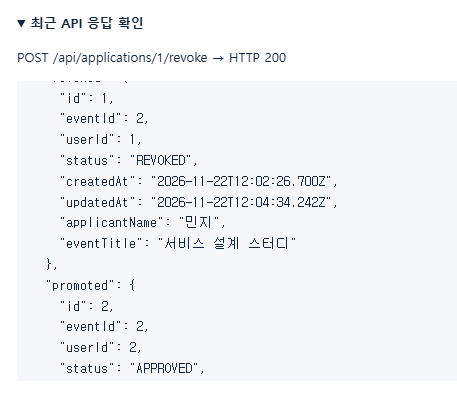 ▼ 최근 API 응답 확인
POST /api/applications/1/revoke → HTTP 200
"id": 1,
"eventId": 2,
"userId": 1,
"status": "REVOKED",
"createdAt": "2026-11-22T12:02:26.700Z",
"updatedAt": "2026-11-22T12:04:34.242Z",
"applicantName": "민지",
"eventTitle": "서비스 설계 스터디"
},
"promoted": {
"id": 2,
"eventId": 2,
"userId": 2,
"status": "APPROVED",